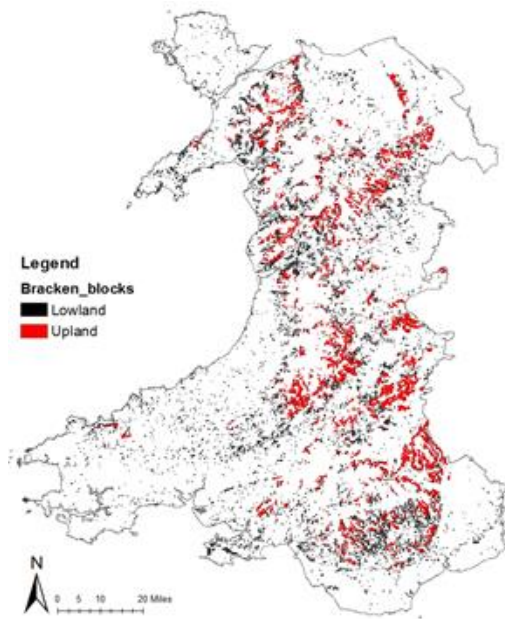 Legend
Bracken_blocks
Lowland
Upland
N
0 5 10 20 Miles